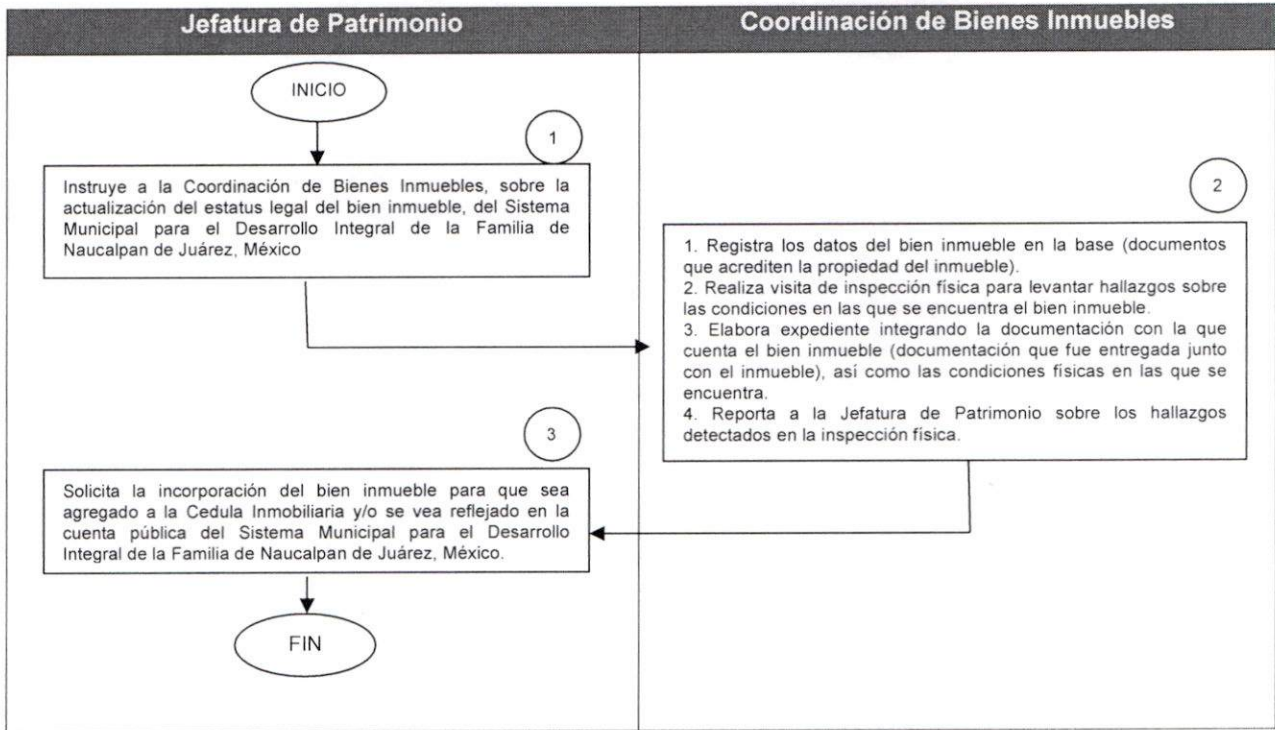 Jefatura de Patrimonio
Coordinación de Bienes Inmuebles
INICIO
1
Instruye a la Coordinación de Bienes Inmuebles, sobre la
actualización del estatus legal del bien inmueble, del Sistema
Municipal para el Desarrollo Integral de la Familia de
Naucalpan de Juárez, México
2
1. Registra los datos del bien inmueble en la base (documentos
que acrediten la propiedad del inmueble).
2. Realiza visita de inspección física para levantar hallazgos sobre
las condiciones en las que se encuentra el bien inmueble.
3. Elabora expediente integrando la documentación con la que
cuenta el bien inmueble (documentación que fue entregada junto
con el inmueble), así como las condiciones físicas en las que se
encuentra.
4. Reporta a la Jefatura de Patrimonio sobre los hallazgos
detectados en la inspección física.
3
Solicita la incorporación del bien inmueble para que sea
agregado a la Cedula Inmobiliaria y/o se vea reflejado en la
cuenta pública del Sistema Municipal para el Desarrollo
Integral de la Familia de Naucalpan de Juárez, México.
FIN